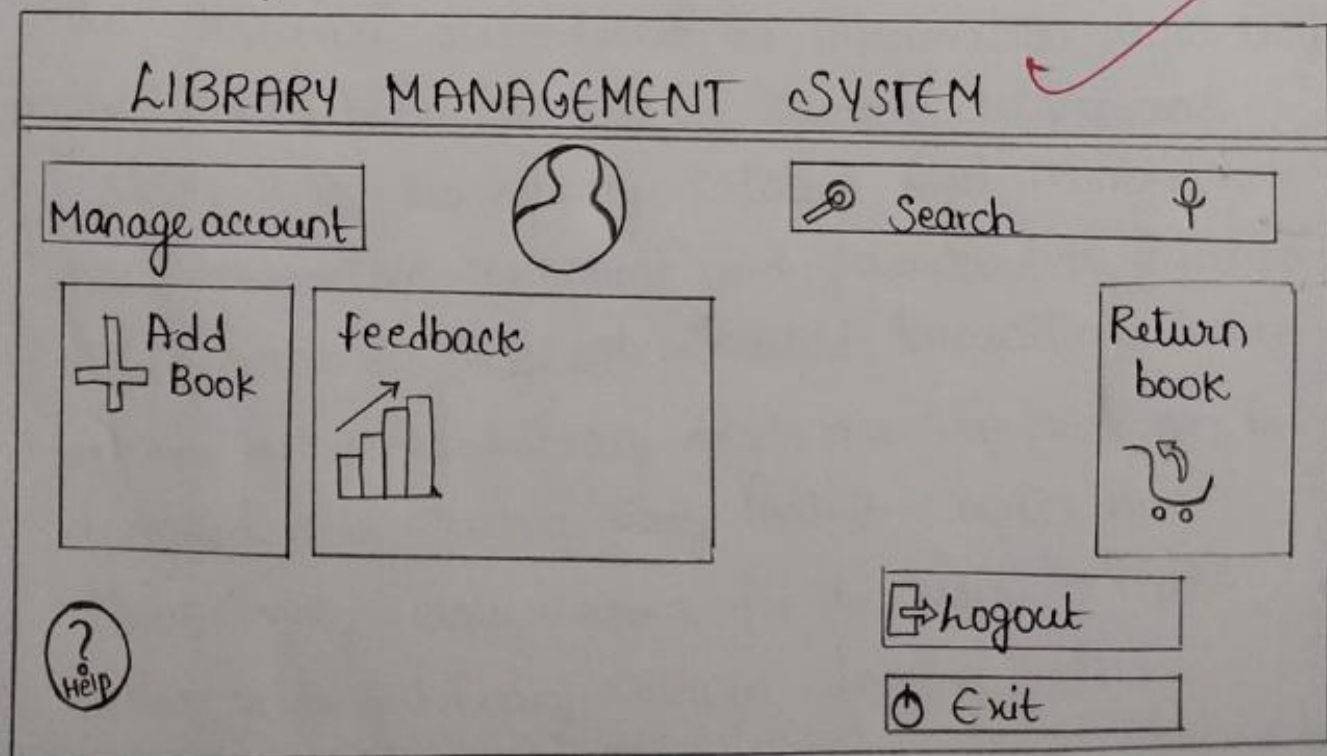 LIBRARY MANAGEMENT SYSTEM
Manage account
Search
Add
Book
feedback
Return
book
Logout
Exit
?
Help